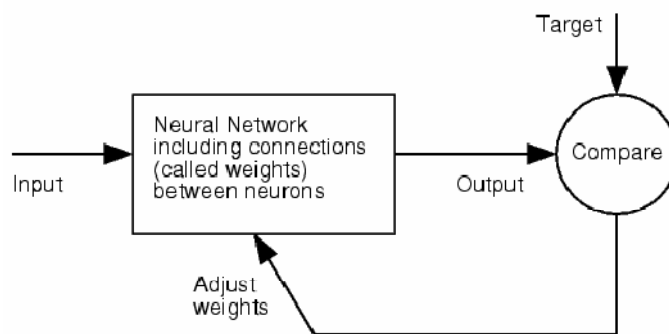 Target
Neural Network
including connections
(called weights)
between neurons
Compare
Input
Output
Adjust
weights